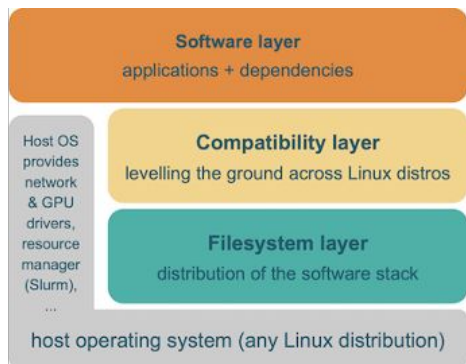 Software layer
applications + dependencies
Host OS
provides
network
& GPU
drivers,
resource
manager
(Slurm),
...
Compatibility layer
levelling the ground across Linux distros
Filesystem layer
distribution of the software stack
host operating system (any Linux distribution)